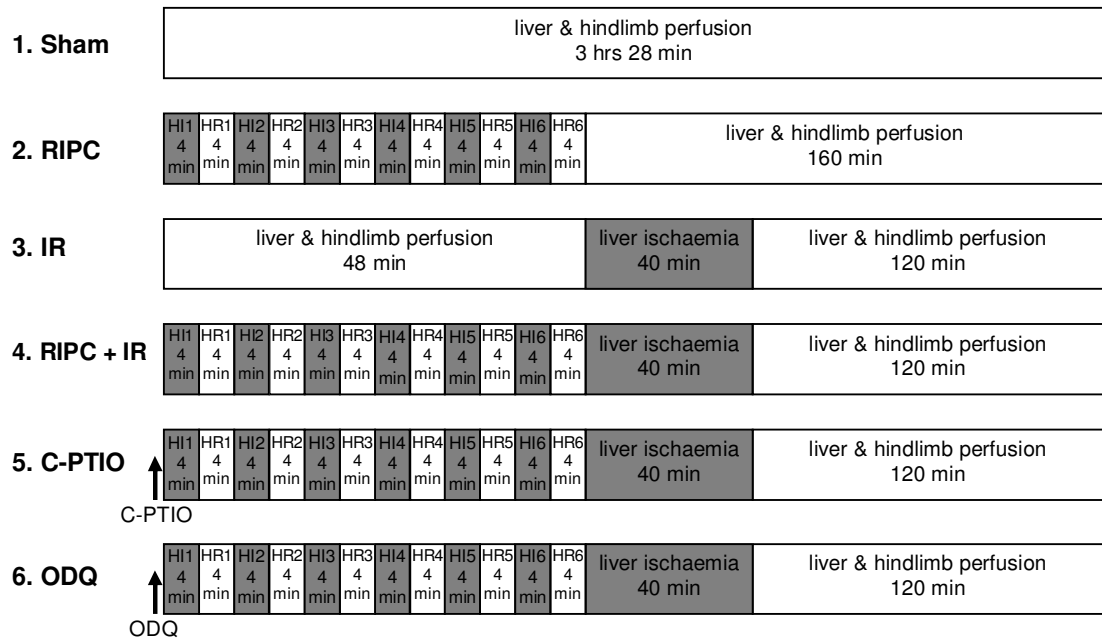 1. Sham
liver & hindlimb perfusion
3 hrs 28 min
2. RIPC
HI1 HR1 HI2 HR2 HI3 HR3 HI4 HR4 HI5 HR5 HI6 HR6
4 4 4 4 4 4 4 4 4 4 4 4
min min min min min min min min min min min min
liver & hindlimb perfusion
160 min
3. IR
liver & hindlimb perfusion
48 min
liver ischaemia
40 min
liver & hindlimb perfusion
120 min
4. RIPC + IR
HI1 HR1 HI2 HR2 HI3 HR3 HI4 HR4 HI5 HR5 HI6 HR6
4 4 4 4 4 4 4 4 4 4 4 4
min min min min min min min min min min min min
liver ischaemia
40 min
liver & hindlimb perfusion
120 min
5. C-PTIO
HI1 HR1 HI2 HR2 HI3 HR3 HI4 HR4 HI5 HR5 HI6 HR6
4 4 4 4 4 4 4 4 4 4 4 4
min min min min min min min min min min min min
liver ischaemia
40 min
liver & hindlimb perfusion
120 min
C-PTIO
6. ODQ
HI1 HR1 HI2 HR2 HI3 HR3 HI4 HR4 HI5 HR5 HI6 HR6
4 4 4 4 4 4 4 4 4 4 4 4
min min min min min min min min min min min min
liver ischaemia
40 min
liver & hindlimb perfusion
120 min
ODQ